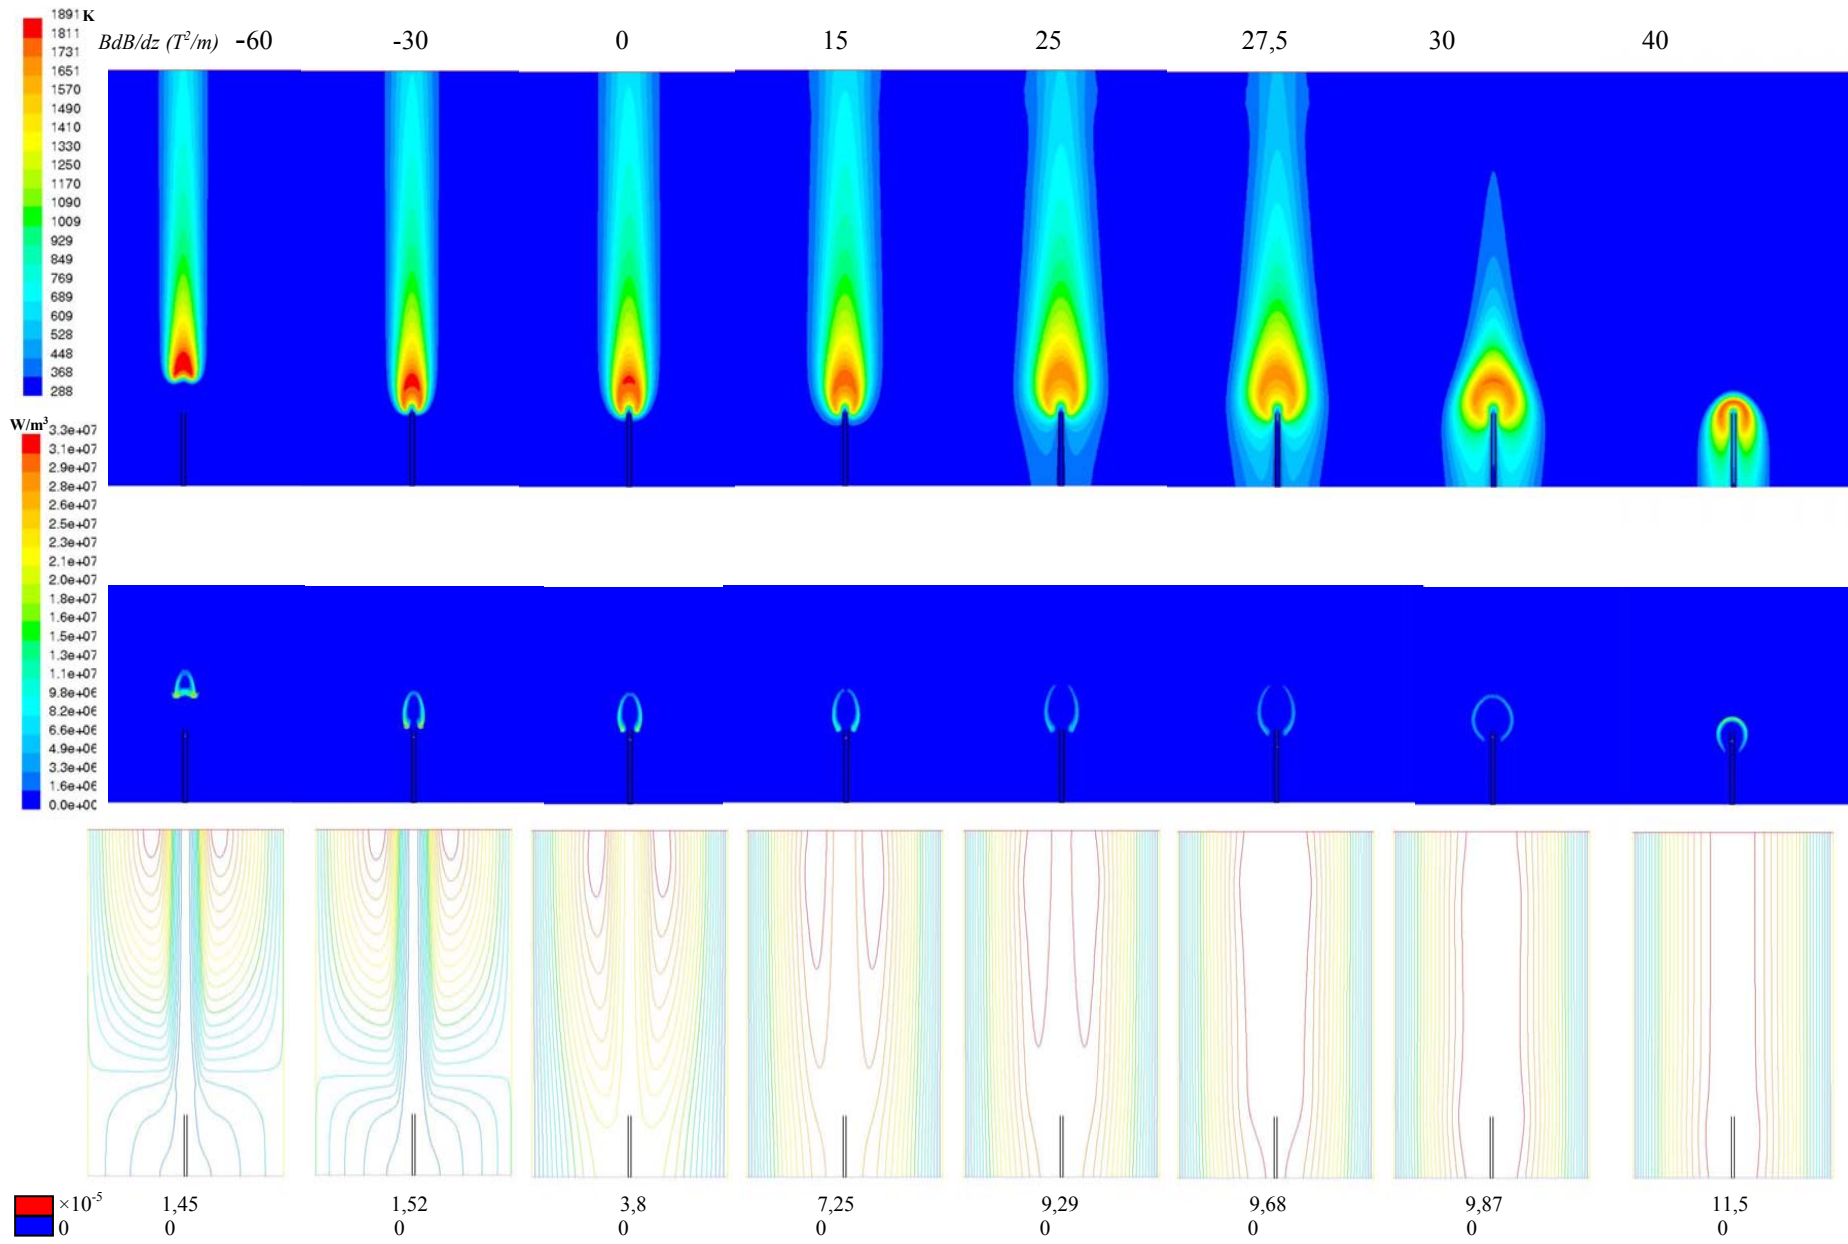 1891 K
1811
1731
1651
1570
1490
1410
1330
1250
1170
1090
1009
929
849
769
689
609
528
448
368
288
BdB/dz (T²/m) -60 -30 0 15 25 27,5 30 40
W/m³
3.3e+07
3.1e+07
2.9e+07
2.8e+07
2.6e+07
2.5e+07
2.3e+07
2.1e+07
2.0e+07
1.8e+07
1.6e+07
1.5e+07
1.3e+07
1.1e+07
9.8e+06
8.2e+06
6.6e+06
4.9e+06
3.3e+06
1.6e+06
0.0e+00
×10⁻⁵ 1,45 1,52 3,8 7,25 9,29 9,68 9,87 11,5
0 0 0 0 0 0 0 0 0